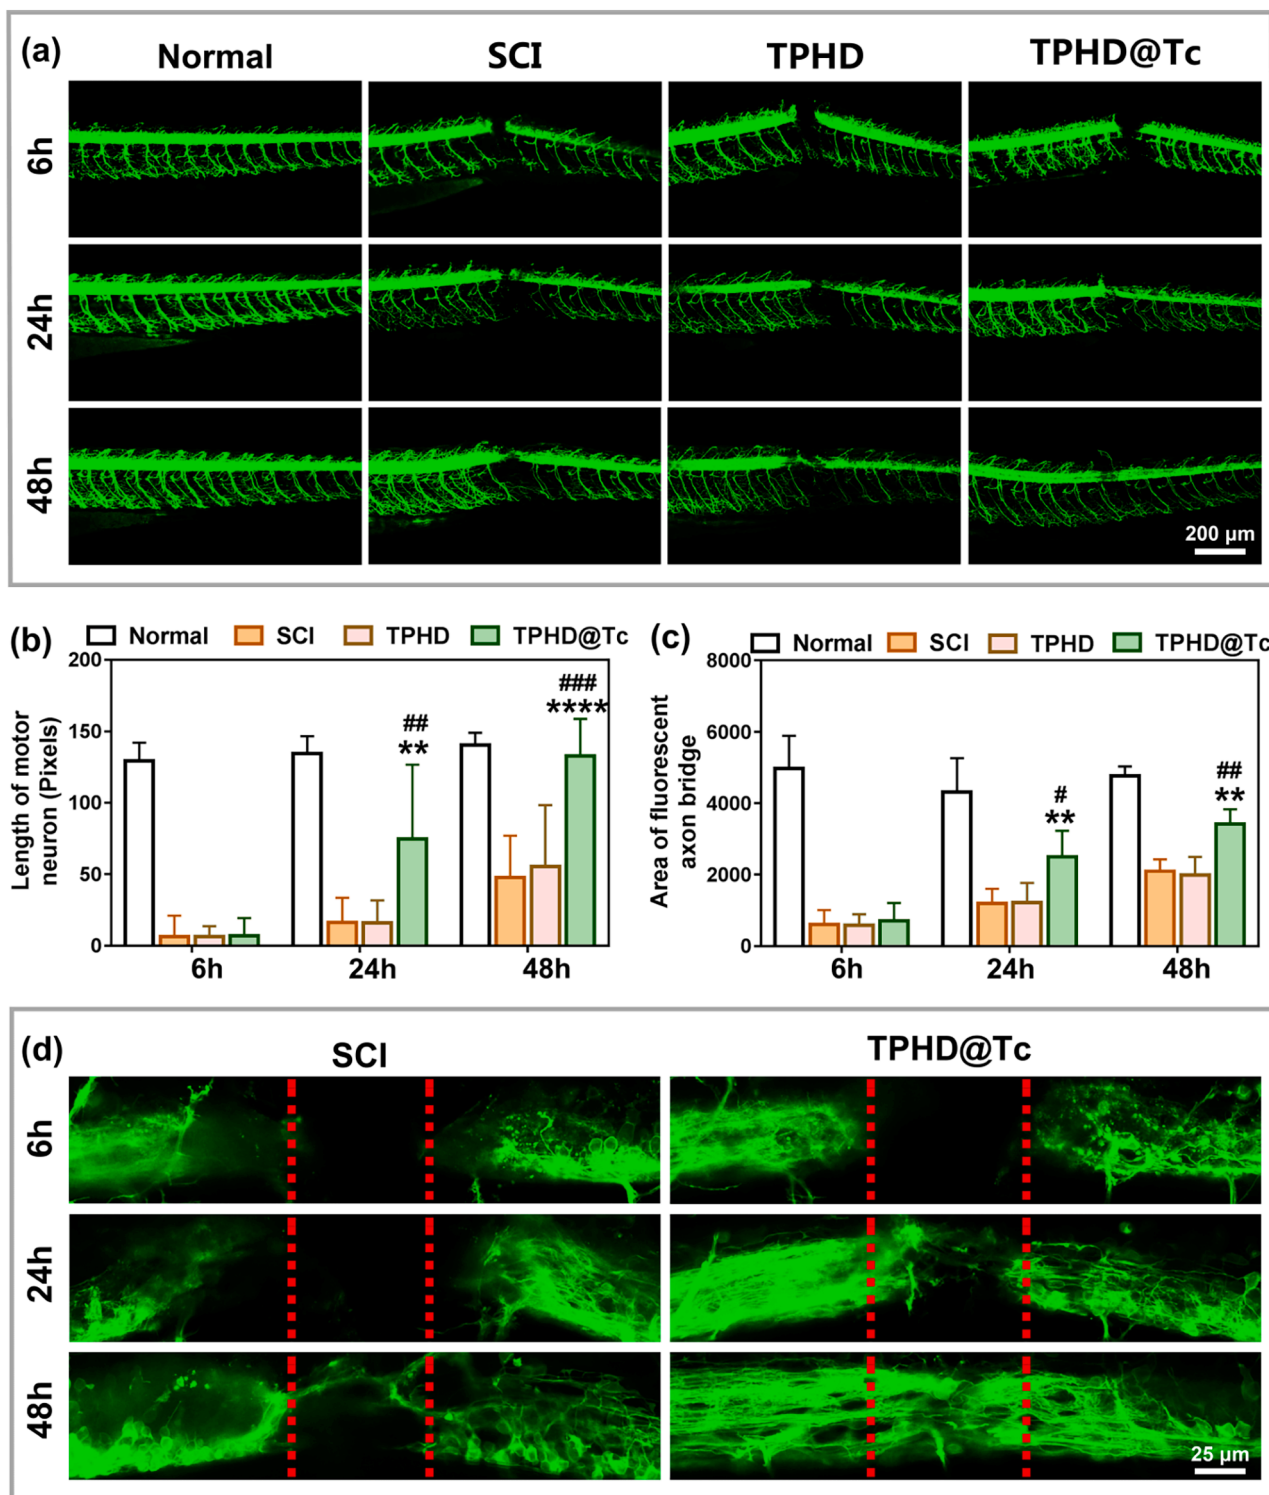 (a)
Normal
SCI
TPHD
TPHD@Tc
6h
24h
48h
200 µm
(b)
Normal
SCI
TPHD
TPHD@Tc
Length of motor
neuron (Pixels)
200
150
100
50
0
##
**
###
****
6h
24h
48h
(c)
Normal
SCI
TPHD
TPHD@Tc
Area of fluorescent
axon bridge
8000
6000
4000
2000
0
#
**
##
**
6h
24h
48h
(d)
SCI
TPHD@Tc
6h
24h
48h
25 µm